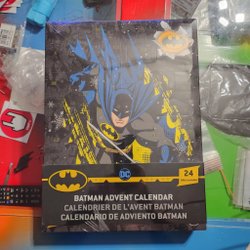 DC
24
BATMAN ADVENT CALENDAR
CALENDRIER DE L'AVENT BATMAN
CALENDARIO DE ADVIENTO BATMAN